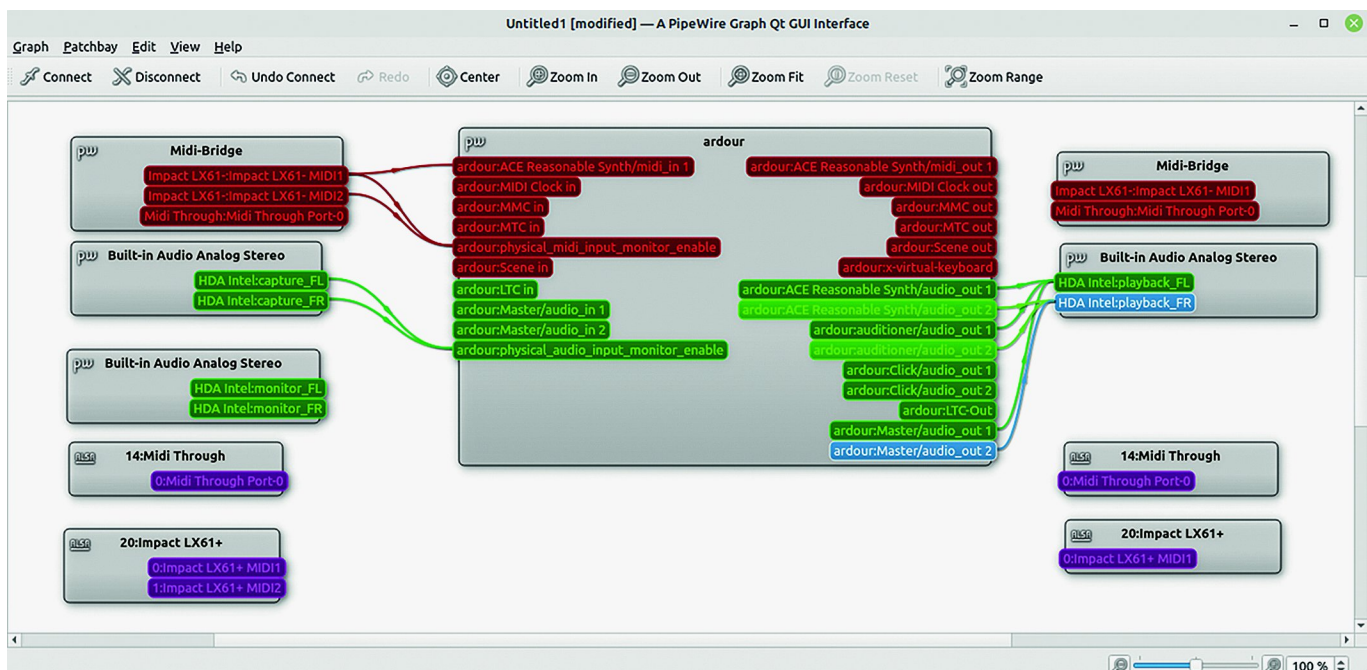 Untitled1 [modified] — A PipeWire Graph Qt GUI Interface
Graph Patchbay Edit View Help
Connect Disconnect Undo Connect Redo Center Zoom In Zoom Out Zoom Fit Zoom Reset Zoom Range
pw Midi-Bridge
Impact LX61-:Impact LX61- MIDI1
Impact LX61-:Impact LX61- MIDI2
Midi Through:Midi Through Port-0
pw Built-in Audio Analog Stereo
HDA Intel:capture_FL
HDA Intel:capture_FR
pw Built-in Audio Analog Stereo
HDA Intel:monitor_FL
HDA Intel:monitor_FR
ALSA 14:Midi Through
0:Midi Through Port-0
ALSA 20:Impact LX61+
0:Impact LX61+ MIDI1
1:Impact LX61+ MIDI2
pw ardour
ardour:ACE Reasonable Synth/midi_in 1
ardour:MIDI Clock in
ardour:MMC in
ardour:MTC in
ardour:physical_midi_input_monitor_enable
ardour:Scene in
ardour:LTC in
ardour:Master/audio_in 1
ardour:Master/audio_in 2
ardour:physical_audio_input_monitor_enable
ardour:ACE Reasonable Synth/midi_out 1
ardour:MIDI Clock out
ardour:MMC out
ardour:MTC out
ardour:Scene out
ardour:x-virtual-keyboard
ardour:ACE Reasonable Synth/audio_out 1
ardour:ACE Reasonable Synth/audio_out 2
ardour:auditioner/audio_out 1
ardour:auditioner/audio_out 2
ardour:Click/audio_out 1
ardour:Click/audio_out 2
ardour:LTC-Out
ardour:Master/audio_out 1
ardour:Master/audio_out 2
pw Midi-Bridge
Impact LX61-:Impact LX61- MIDI1
Midi Through:Midi Through Port-0
pw Built-in Audio Analog Stereo
HDA Intel:playback_FL
HDA Intel:playback_FR
ALSA 14:Midi Through
0:Midi Through Port-0
ALSA 20:Impact LX61+
0:Impact LX61+ MIDI1
100 %